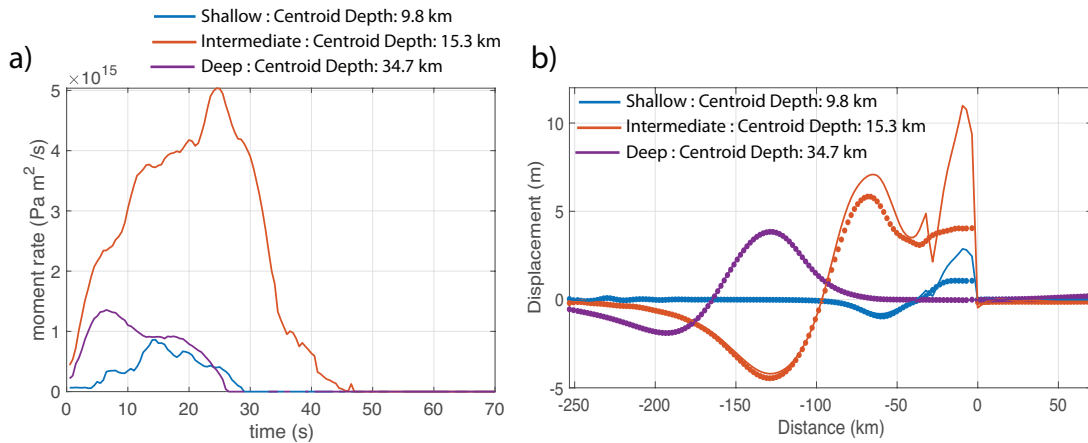 Shallow : Centroid Depth: 9.8 km
Intermediate : Centroid Depth: 15.3 km
Deep : Centroid Depth: 34.7 km
a)
×10^15
moment rate (Pa m² /s)
5
4
3
2
1
0
0 10 20 30 40 50 60 70
time (s)
b)
Shallow : Centroid Depth: 9.8 km
Intermediate : Centroid Depth: 15.3 km
Deep : Centroid Depth: 34.7 km
Displacement (m)
10
5
0
-5
-250 -200 -150 -100 -50 0 50
Distance (km)